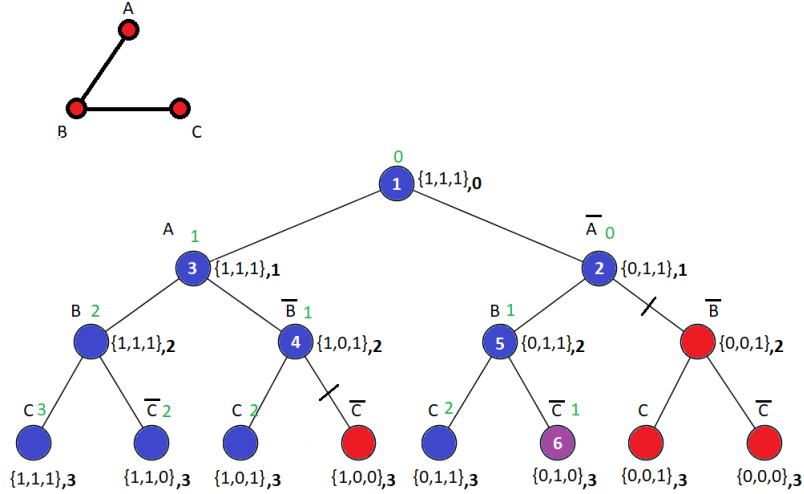 A
B
C
0
1 {1,1,1},0
A 1
A̅ 0
3 {1,1,1},1
2 {0,1,1},1
B 2
B̅ 1
B 1
B̅
{1,1,1},2
4 {1,0,1},2
5 {0,1,1},2
{0,0,1},2
C 3
C̅ 2
C 2
C̅
C 2
C̅ 1
C
C̅
6
{1,1,1},3
{1,1,0},3
{1,0,1},3
{1,0,0},3
{0,1,1},3
{0,1,0},3
{0,0,1},3
{0,0,0},3